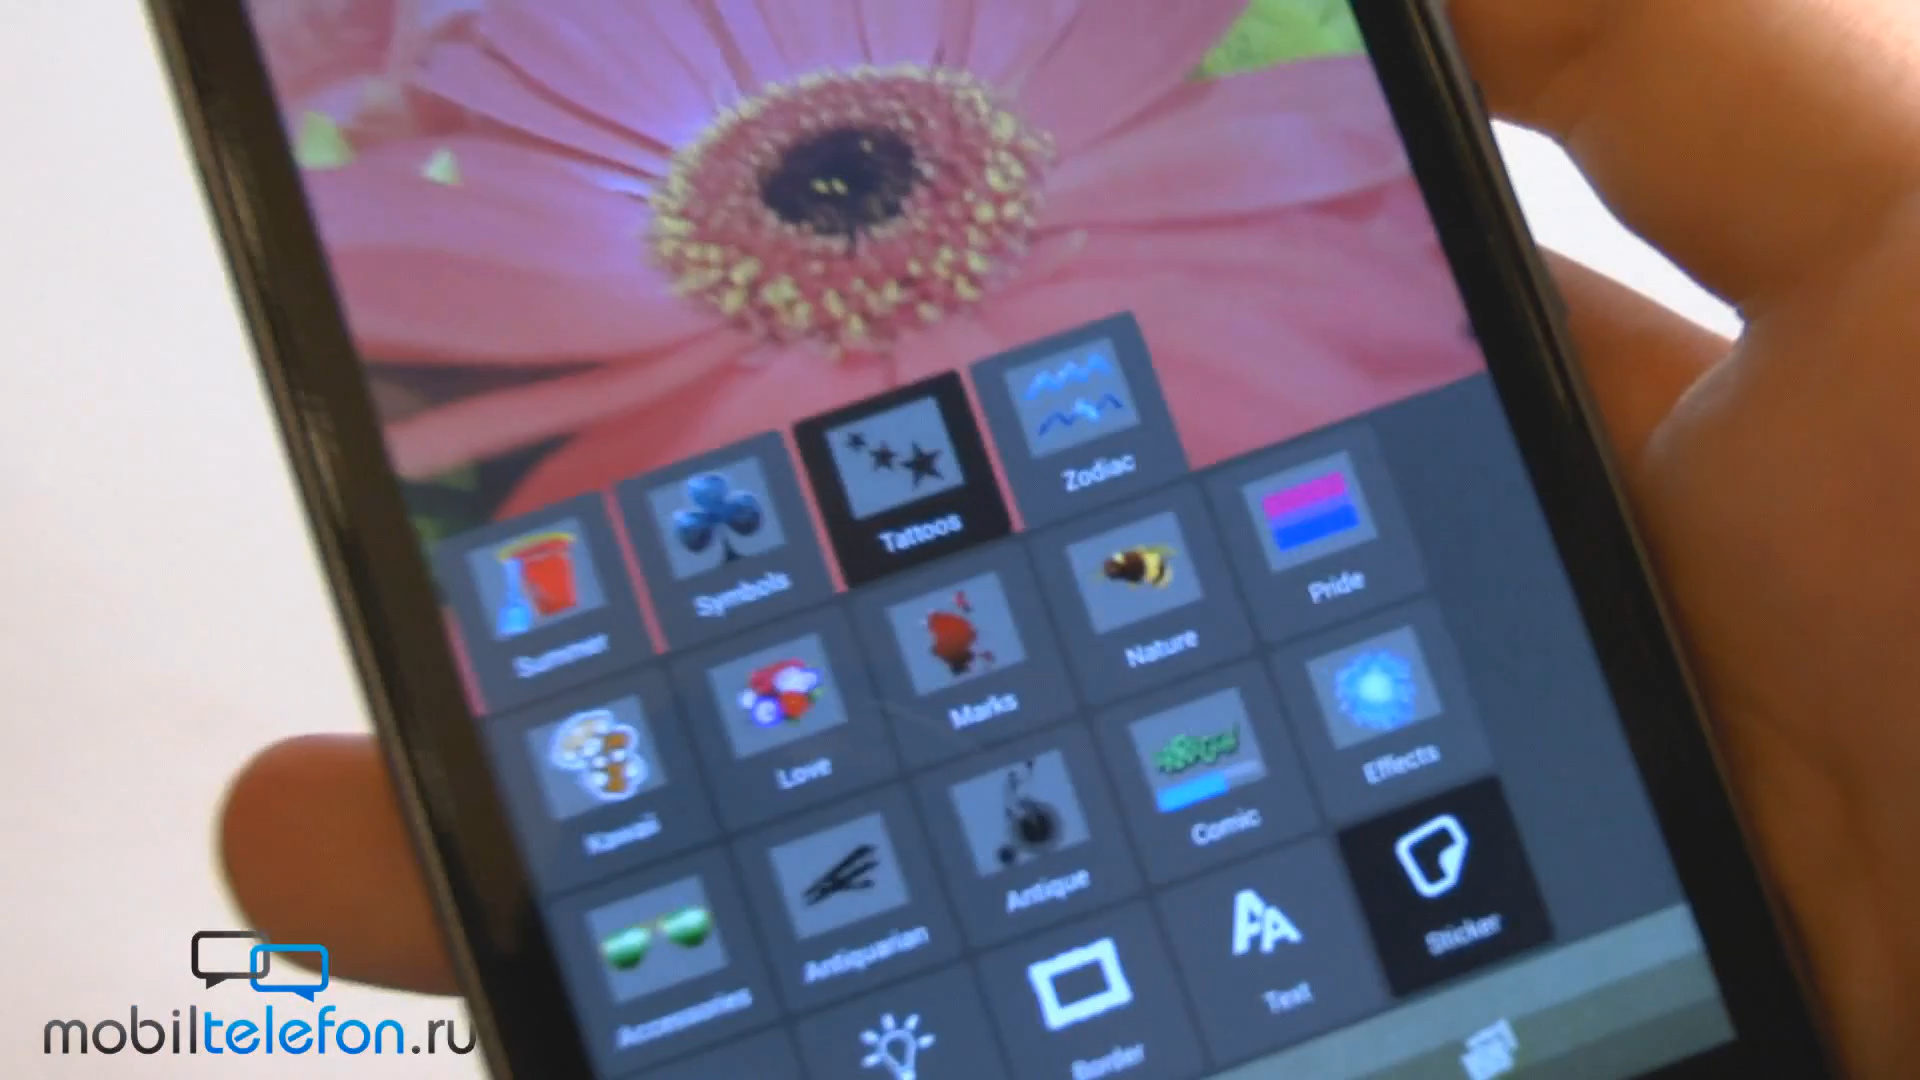 Zodiac
Tattoos
Symbols
Summer
Pride
Nature
Marks
Love
Kawaii
Effects
Comic
Antique
Antiquarian
Accessories
Sticker
Text
Border
mobiltelefon.ru